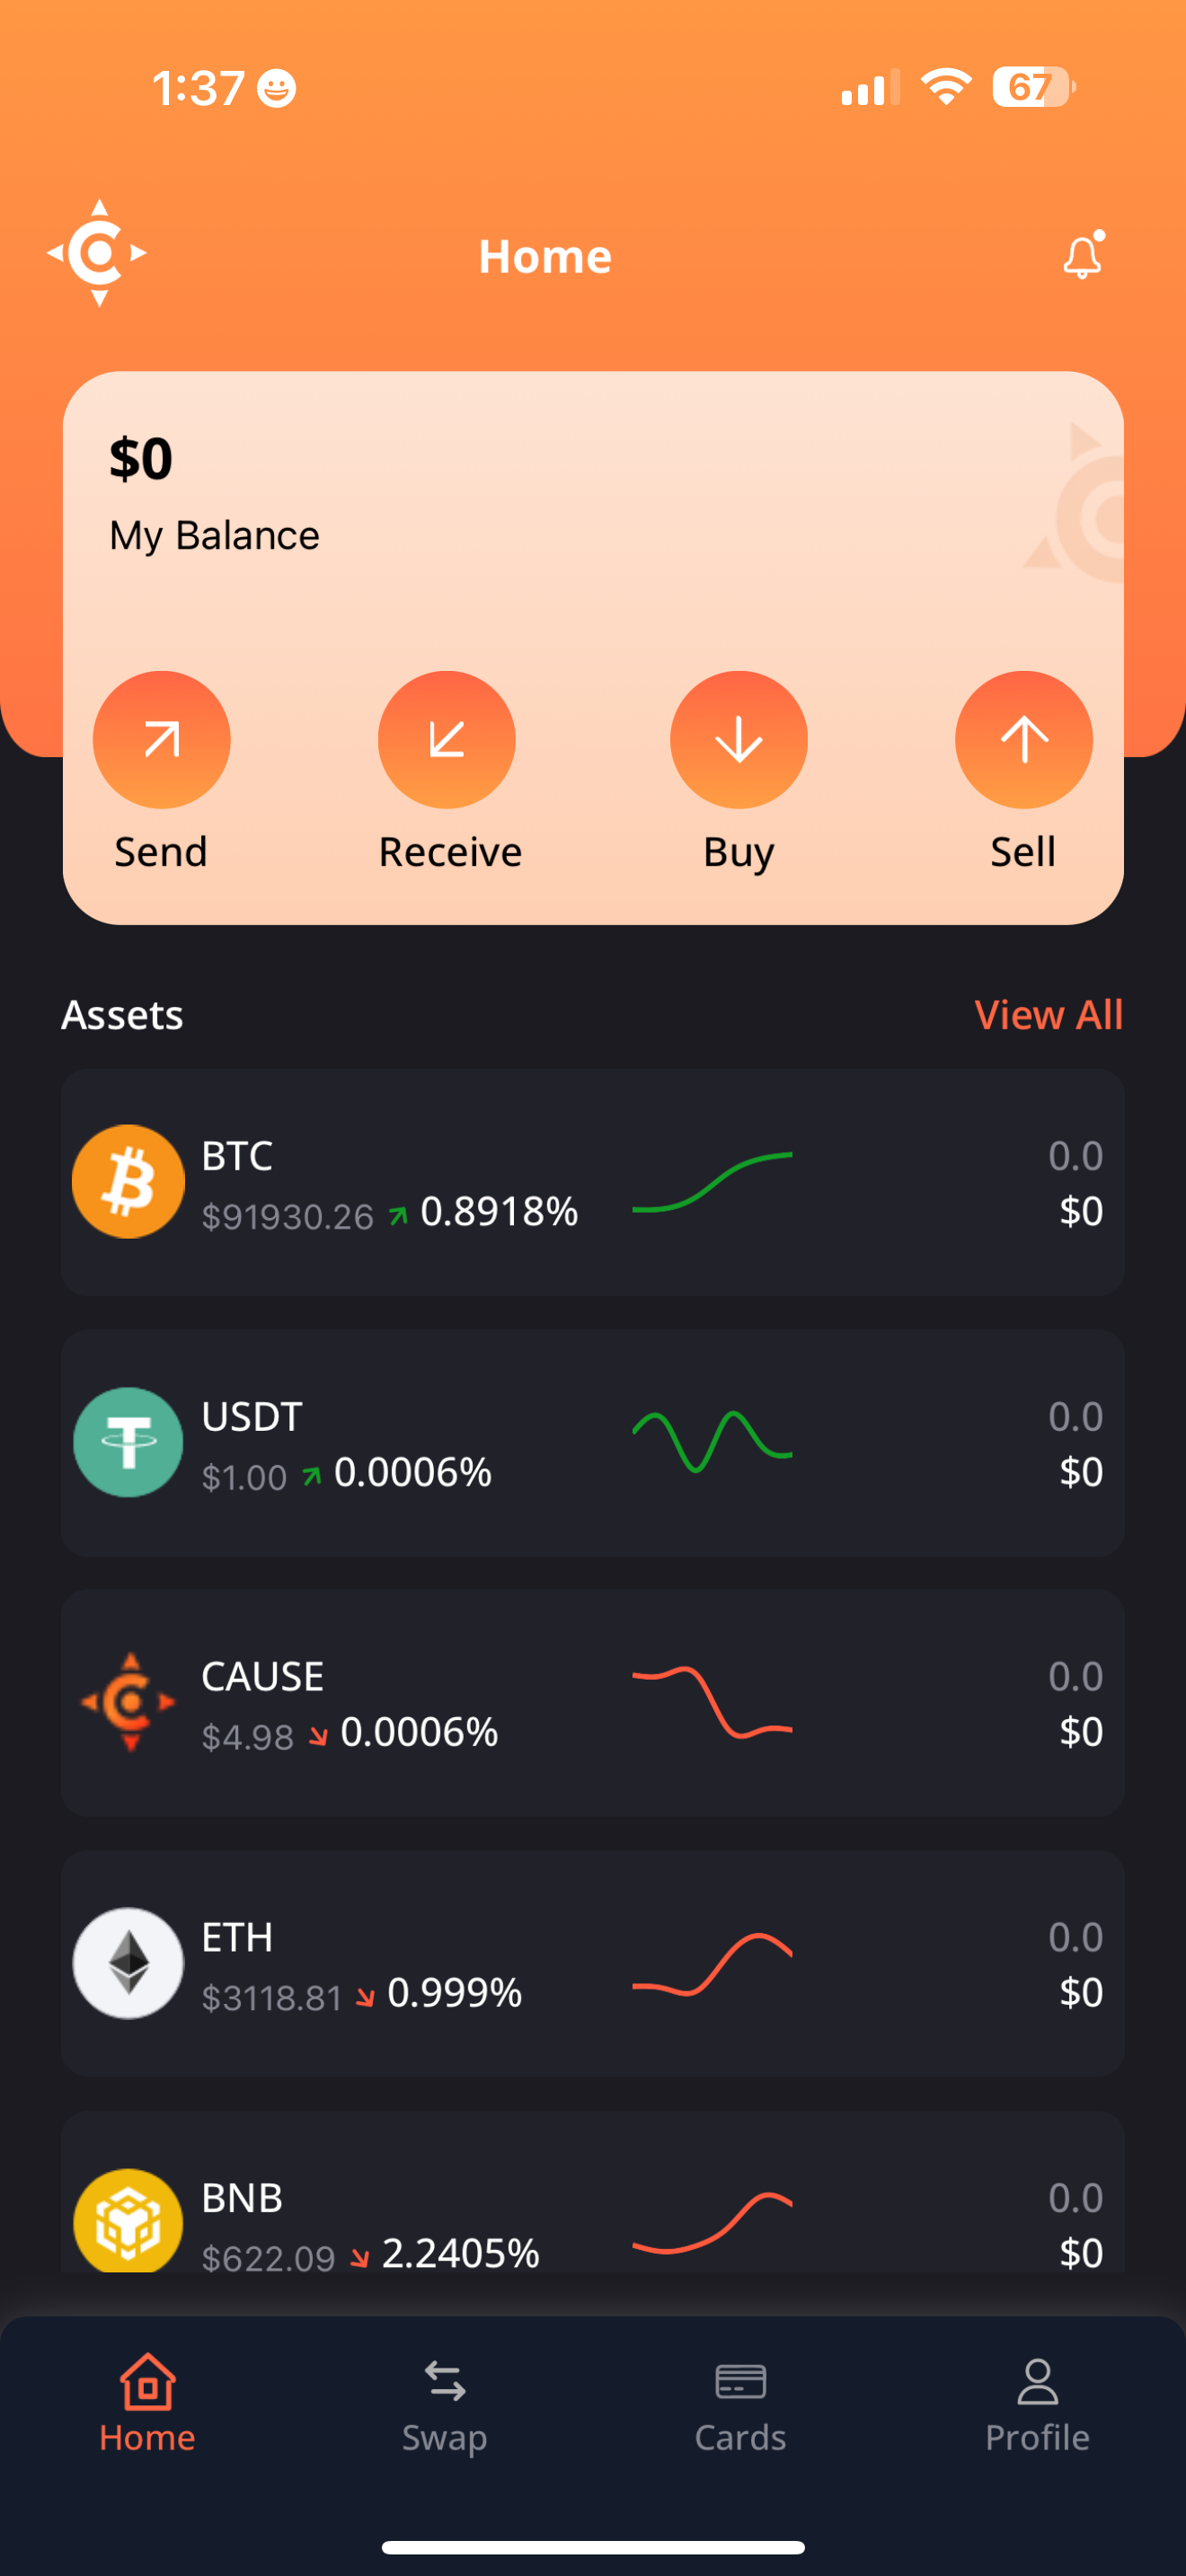 1:37
67
Home
$0
My Balance
Send Receive Buy Sell
Assets View All
BTC 0.0
$91930.26 0.8918% $0
USDT 0.0
$1.00 0.0006% $0
CAUSE 0.0
$4.98 0.0006% $0
ETH 0.0
$3118.81 0.999% $0
BNB 0.0
$622.09 2.2405% $0
Home Swap Cards Profile